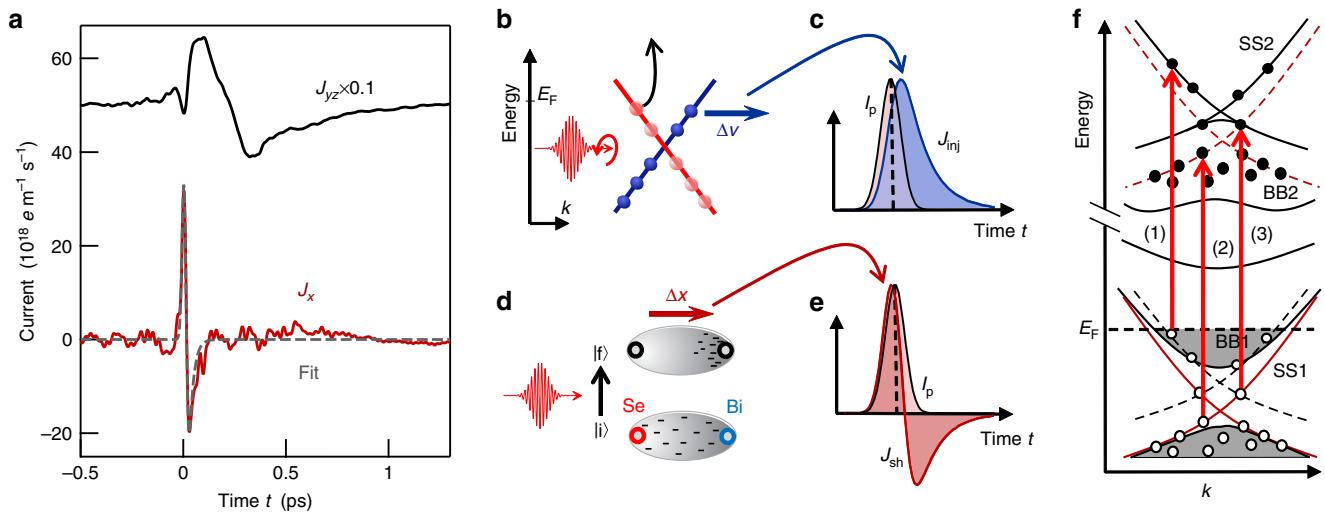 a
60
40
20
0
−20
Current (10¹⁸ e m⁻¹ s⁻¹)
J_yz×0.1
J_x
Fit
−0.5
0
0.5
1
Time t (ps)
b
Energy
E_F
k
Δv
c
I_p
J_inj
Time t
d
Δx
|f⟩
|i⟩
Se
Bi
e
I_p
J_sh
Time t
f
Energy
SS2
BB2
(1)
(2)
(3)
E_F
BB1
SS1
k